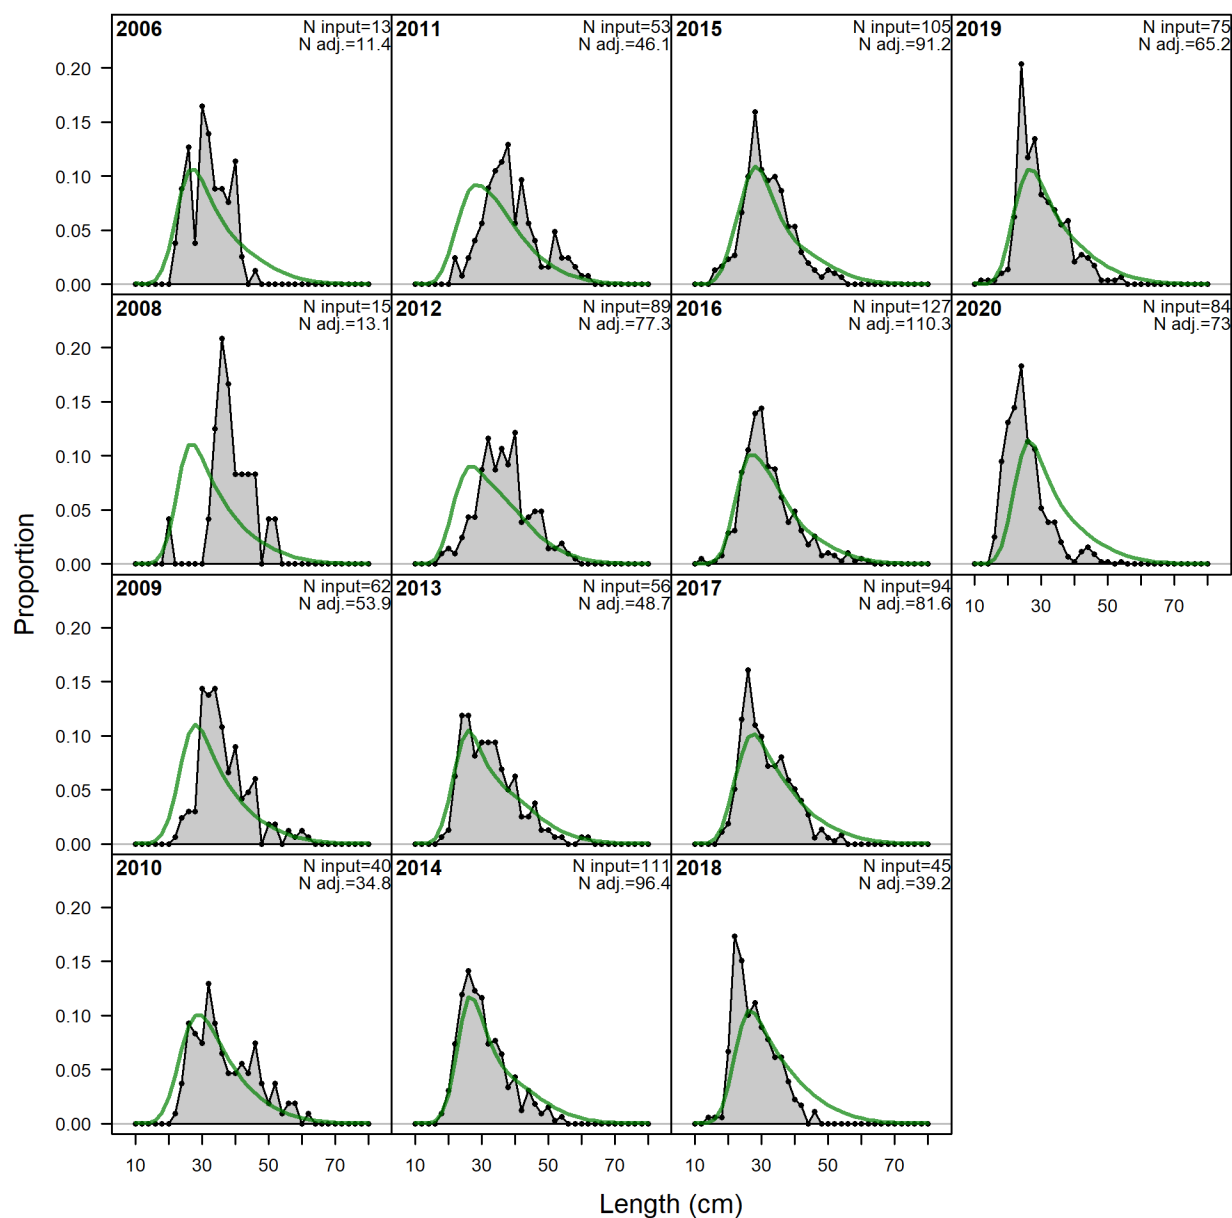 2006 N input=13
N adj.=11.4
2011 N input=53
N adj.=46.1
2015 N input=105
N adj.=91.2
2019 N input=75
N adj.=65.2
0.20
0.15
0.10
0.05
0.00
2008 N input=15
N adj.=13.1
2012 N input=89
N adj.=77.3
2016 N input=127
N adj.=110.3
2020 N input=84
N adj.=73
0.20
0.15
0.10
0.05
0.00
10 30 50 70
2009 N input=62
N adj.=53.9
2013 N input=56
N adj.=48.7
2017 N input=94
N adj.=81.6
0.20
0.15
0.10
0.05
0.00
2010 N input=40
N adj.=34.8
2014 N input=111
N adj.=96.4
2018 N input=45
N adj.=39.2
0.20
0.15
0.10
0.05
0.00
10 30 50 70
10 30 50 70
10 30 50 70
Proportion
Length (cm)